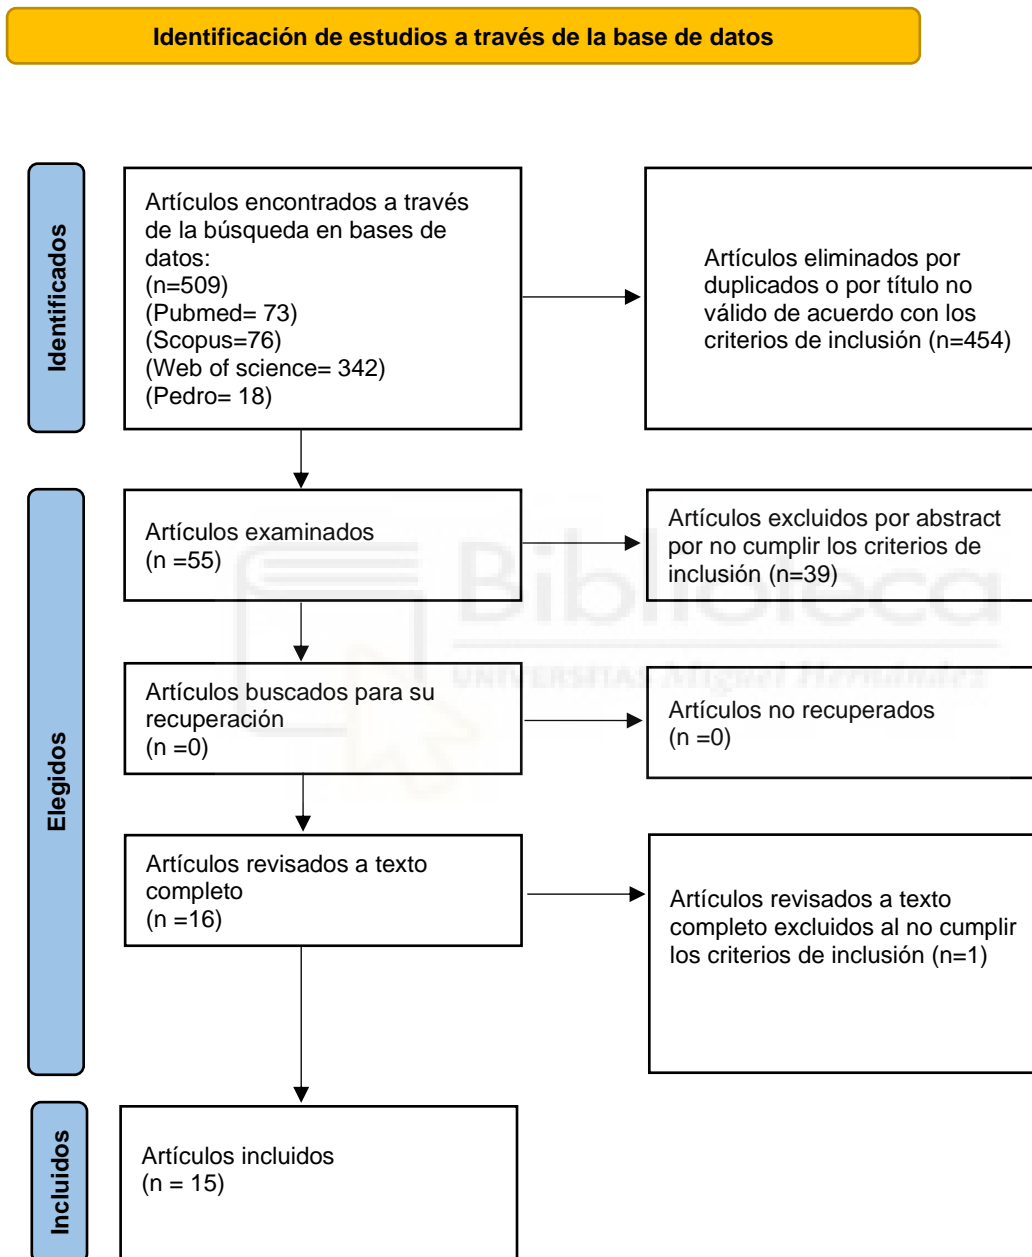 Identificación de estudios a través de la base de datos
Identificados
Artículos encontrados a través
de la búsqueda en bases de
datos:
(n=509)
(Pubmed= 73)
(Scopus=76)
(Web of science= 342)
(Pedro= 18)
Artículos eliminados por
duplicados o por título no
válido de acuerdo con los
criterios de inclusión (n=454)
Elegidos
Artículos examinados
(n =55)
Artículos excluidos por abstract
por no cumplir los criterios de
inclusión (n=39)
Biblioteca
UNIVERSITAS Miguel Hernández
Artículos buscados para su
recuperación
(n =0)
Artículos no recuperados
(n =0)
Artículos revisados a texto
completo
(n =16)
Artículos revisados a texto
completo excluidos al no cumplir
los criterios de inclusión (n=1)
Incluidos
Artículos incluidos
(n = 15)